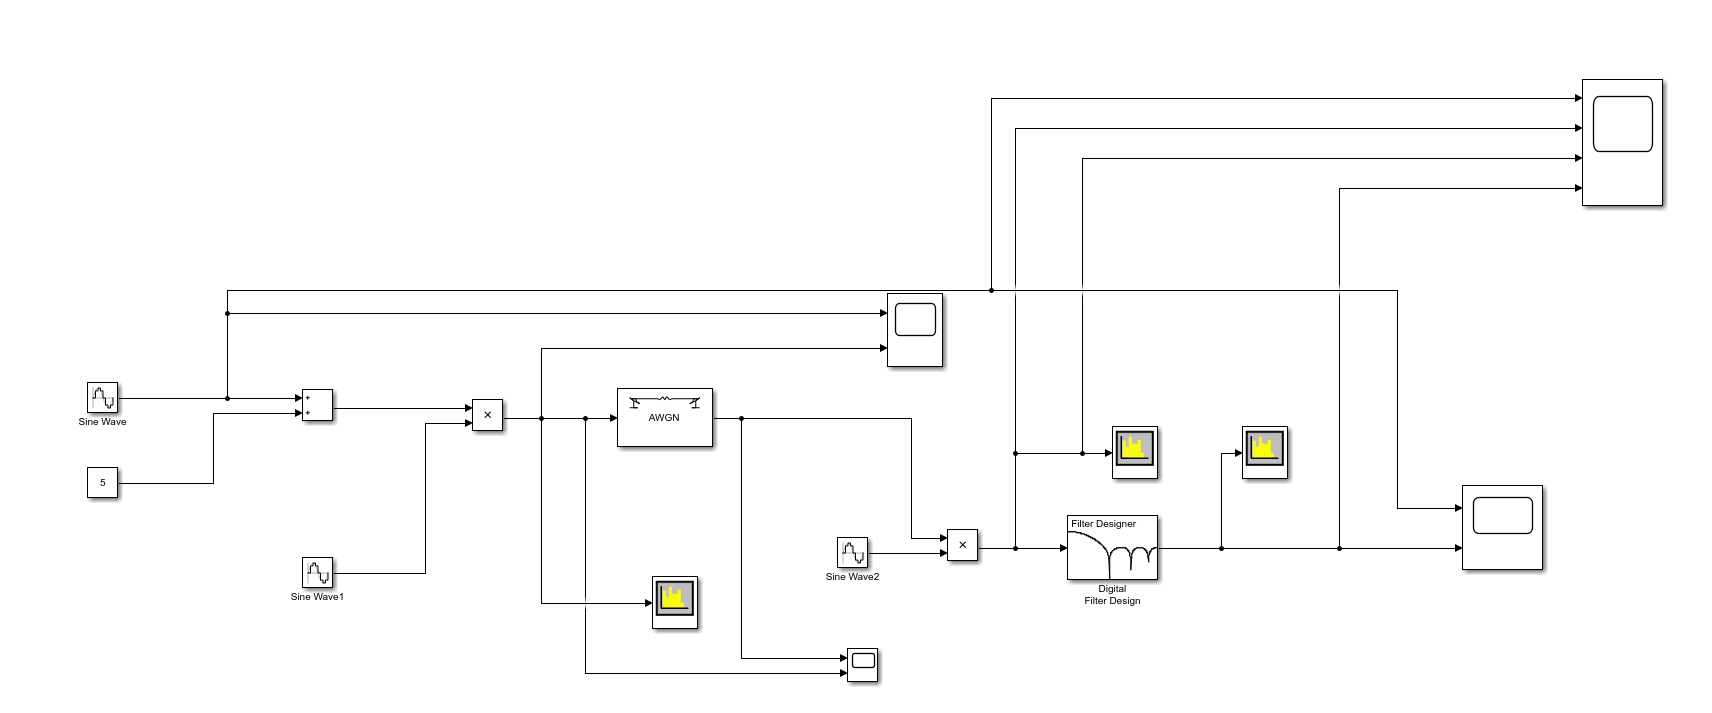 Sine Wave
+
+
5
Sine Wave1
×
AWGN
Sine Wave2
×
Filter Designer
Digital
Filter Design